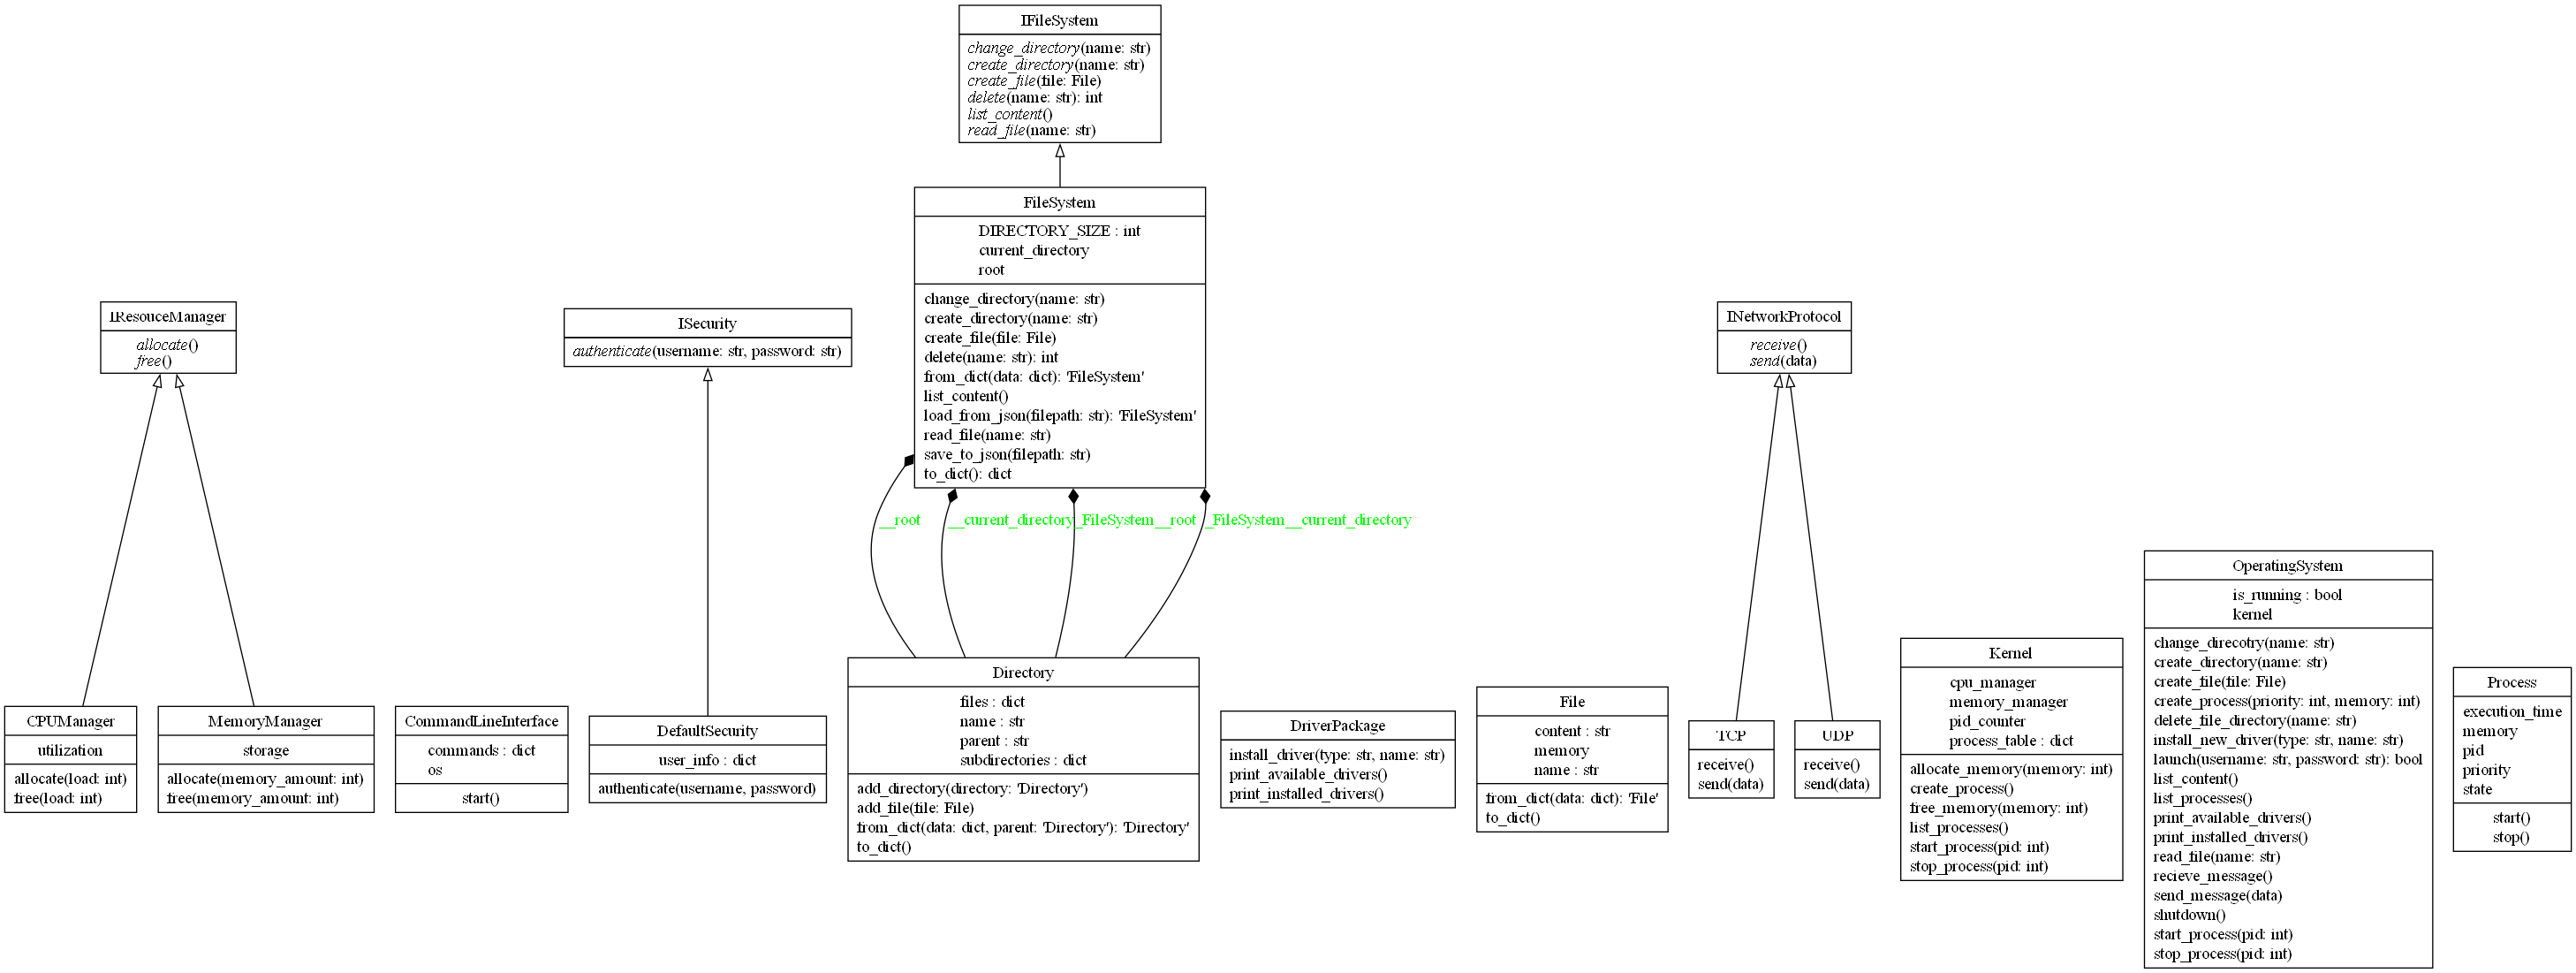 IFileSystem
change_directory(name: str)
create_directory(name: str)
create_file(file: File)
delete(name: str): int
list_content()
read_file(name: str)
FileSystem
DIRECTORY_SIZE : int
current_directory
root
change_directory(name: str)
create_directory(name: str)
create_file(file: File)
delete(name: str): int
from_dict(data: dict): 'FileSystem'
list_content()
load_from_json(filepath: str): 'FileSystem'
read_file(name: str)
save_to_json(filepath: str)
to_dict(): dict
IResouceManager
allocate()
free()
ISecurity
authenticate(username: str, password: str)
INetworkProtocol
receive()
send(data)
__root
__current_directory
_FileSystem__root
_FileSystem__current_directory
CPUManager
utilization
allocate(load: int)
free(load: int)
MemoryManager
storage
allocate(memory_amount: int)
free(memory_amount: int)
CommandLineInterface
commands : dict
os
start()
DefaultSecurity
user_info : dict
authenticate(username, password)
Directory
files : dict
name : str
parent : str
subdirectories : dict
add_directory(directory: 'Directory')
add_file(file: File)
from_dict(data: dict, parent: 'Directory'): 'Directory'
to_dict()
DriverPackage
install_driver(type: str, name: str)
print_available_drivers()
print_installed_drivers()
File
content : str
memory
name : str
from_dict(data: dict): 'File'
to_dict()
TCP
receive()
send(data)
UDP
receive()
send(data)
Kernel
cpu_manager
memory_manager
pid_counter
process_table : dict
allocate_memory(memory: int)
create_process()
free_memory(memory: int)
list_processes()
start_process(pid: int)
stop_process(pid: int)
OperatingSystem
is_running : bool
kernel
change_direcotry(name: str)
create_directory(name: str)
create_file(file: File)
create_process(priority: int, memory: int)
delete_file_directory(name: str)
install_new_driver(type: str, name: str)
launch(username: str, password: str): bool
list_content()
list_processes()
print_available_drivers()
print_installed_drivers()
read_file(name: str)
recieve_message()
send_message(data)
shutdown()
start_process(pid: int)
stop_process(pid: int)
Process
execution_time
memory
pid
priority
state
start()
stop()